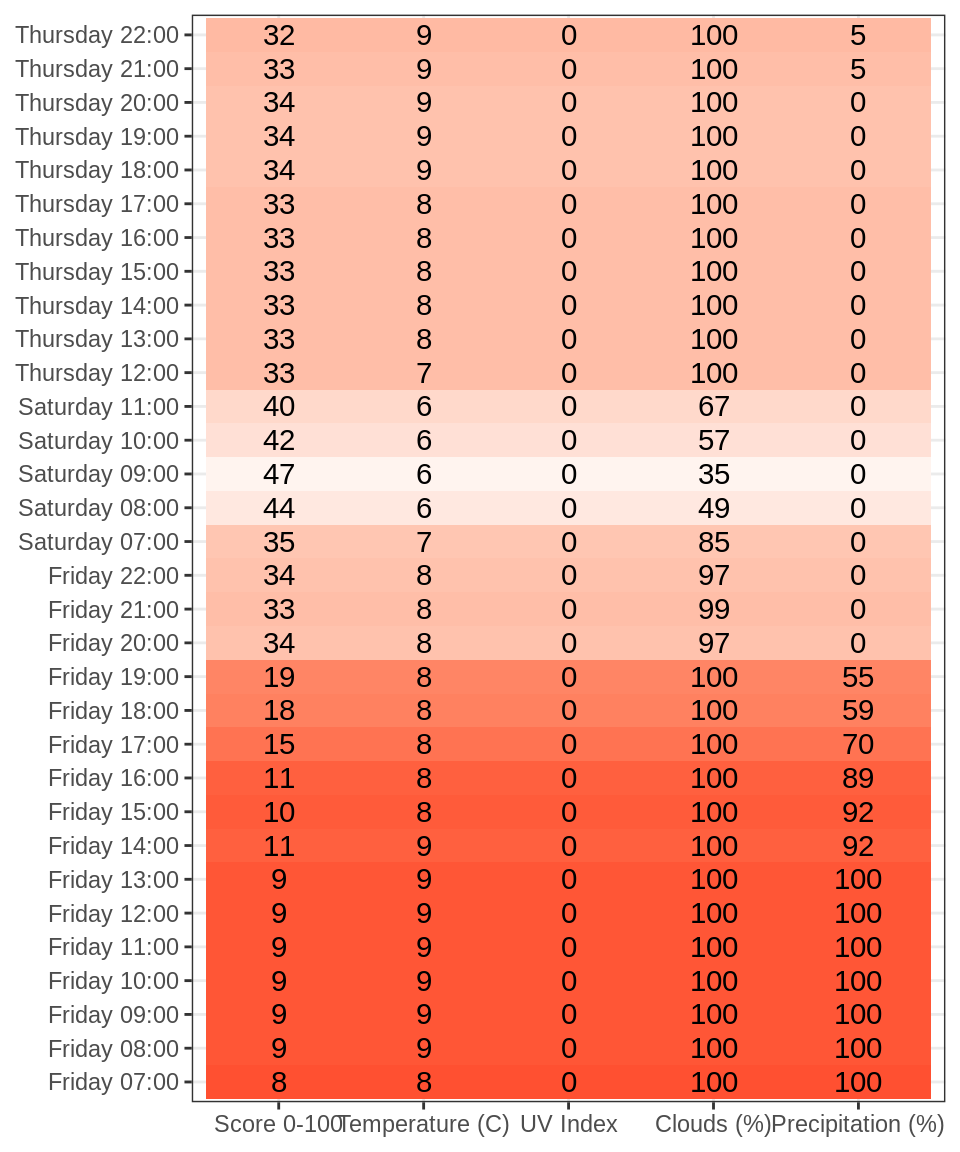 Thursday 22:00 32 9 0 100 5
Thursday 21:00 33 9 0 100 5
Thursday 20:00 34 9 0 100 0
Thursday 19:00 34 9 0 100 0
Thursday 18:00 34 9 0 100 0
Thursday 17:00 33 8 0 100 0
Thursday 16:00 33 8 0 100 0
Thursday 15:00 33 8 0 100 0
Thursday 14:00 33 8 0 100 0
Thursday 13:00 33 8 0 100 0
Thursday 12:00 33 7 0 100 0
Saturday 11:00 40 6 0 67 0
Saturday 10:00 42 6 0 57 0
Saturday 09:00 47 6 0 35 0
Saturday 08:00 44 6 0 49 0
Saturday 07:00 35 7 0 85 0
Friday 22:00 34 8 0 97 0
Friday 21:00 33 8 0 99 0
Friday 20:00 34 8 0 97 0
Friday 19:00 19 8 0 100 55
Friday 18:00 18 8 0 100 59
Friday 17:00 15 8 0 100 70
Friday 16:00 11 8 0 100 89
Friday 15:00 10 8 0 100 92
Friday 14:00 11 9 0 100 92
Friday 13:00 9 9 0 100 100
Friday 12:00 9 9 0 100 100
Friday 11:00 9 9 0 100 100
Friday 10:00 9 9 0 100 100
Friday 09:00 9 9 0 100 100
Friday 08:00 9 9 0 100 100
Friday 07:00 8 8 0 100 100
Score 0-100 Temperature (C) UV Index Clouds (%) Precipitation (%)